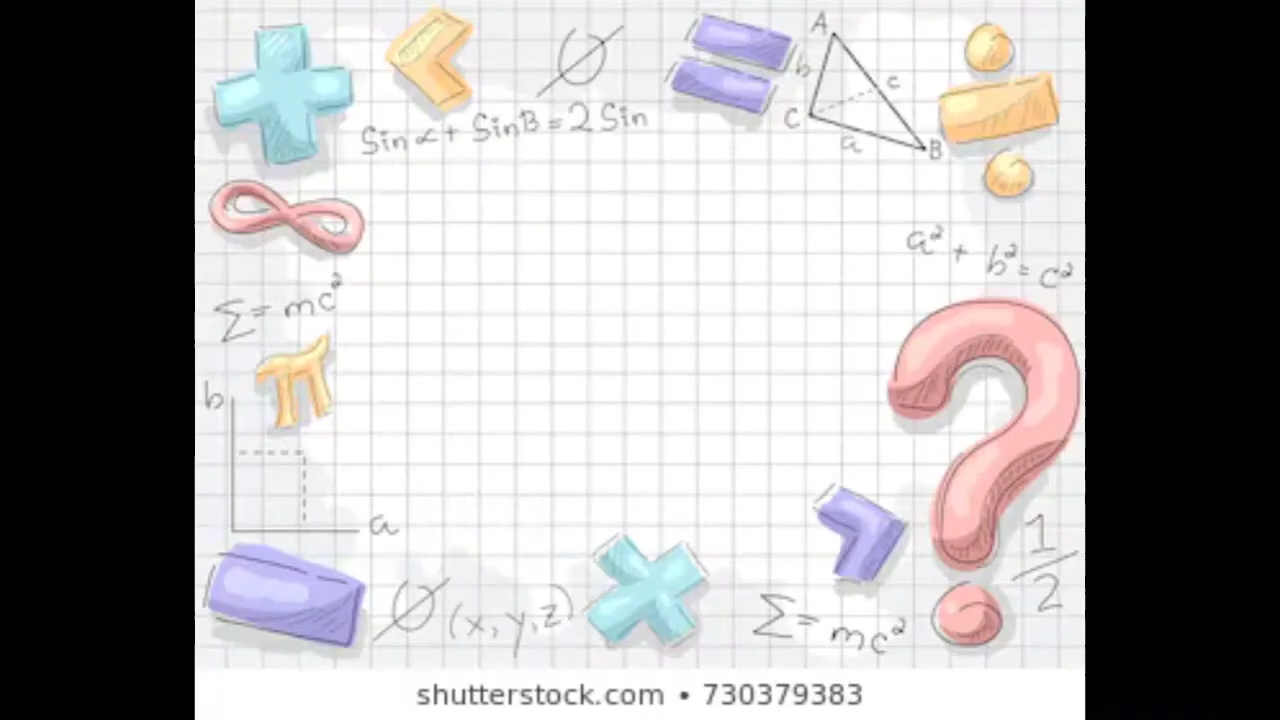 A
b
c
Sin α + Sin B = 2 Sin
C
a
B
a² + b² = c²
Σ = mc²
π
b
a
1/2
Ø (x, y, z)
Σ = mc²
shutterstock.com • 730379383